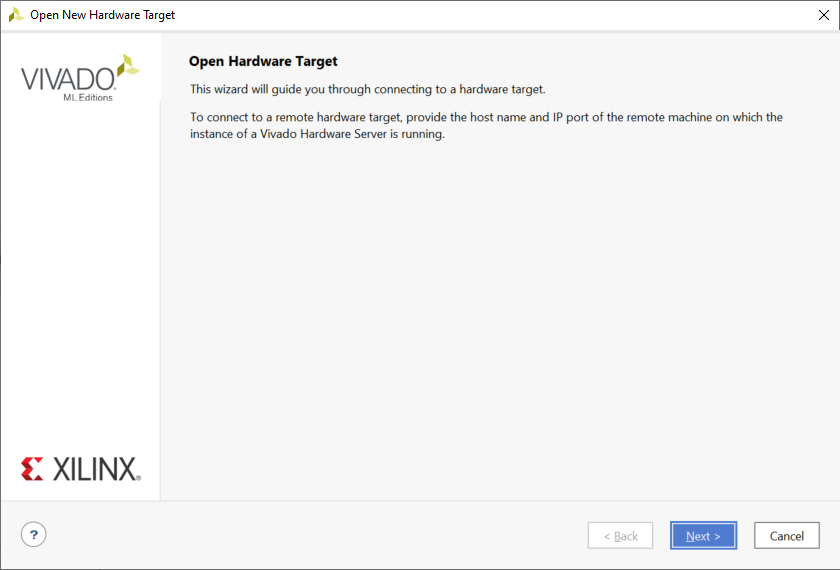 Open New Hardware Target
VIVADO
ML Editions
Open Hardware Target
This wizard will guide you through connecting to a hardware target.
To connect to a remote hardware target, provide the host name and IP port of the remote machine on which the
instance of a Vivado Hardware Server is running.
XILINX®
?
< Back
Next >
Cancel